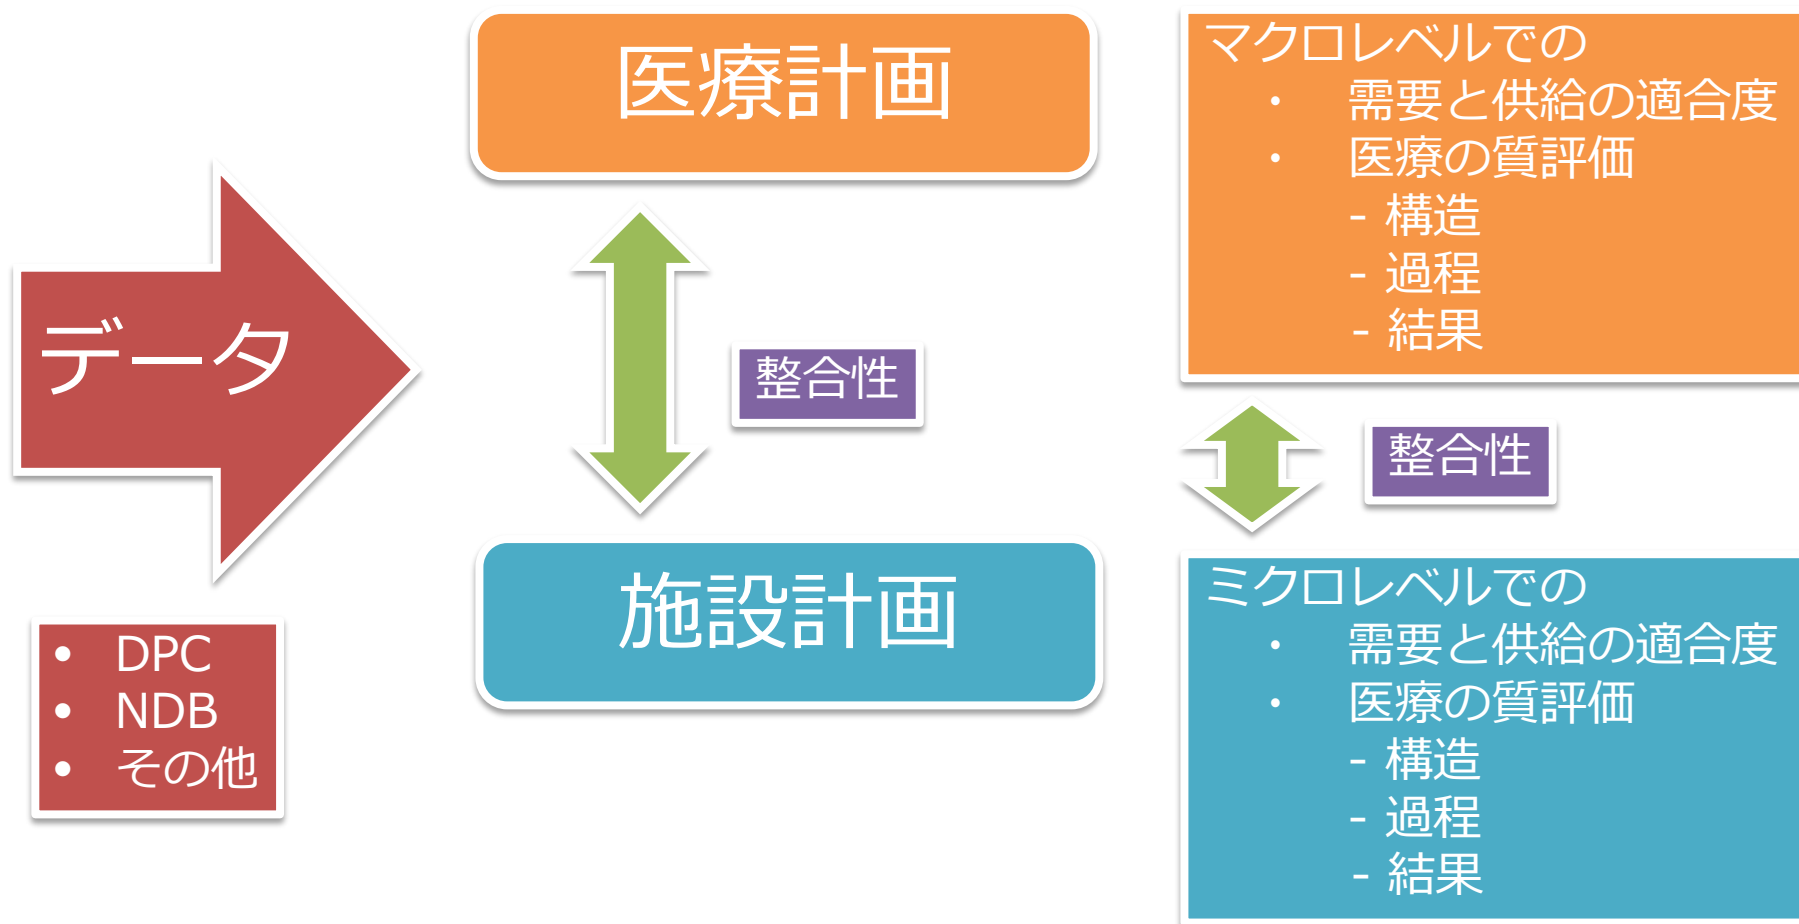 データ
• DPC
• NDB
• その他
医療計画
整合性
施設計画
マクロレベルでの
・ 需要と供給の適合度
・ 医療の質評価
- 構造
- 過程
- 結果
整合性
ミクロレベルでの
・ 需要と供給の適合度
・ 医療の質評価
- 構造
- 過程
- 結果